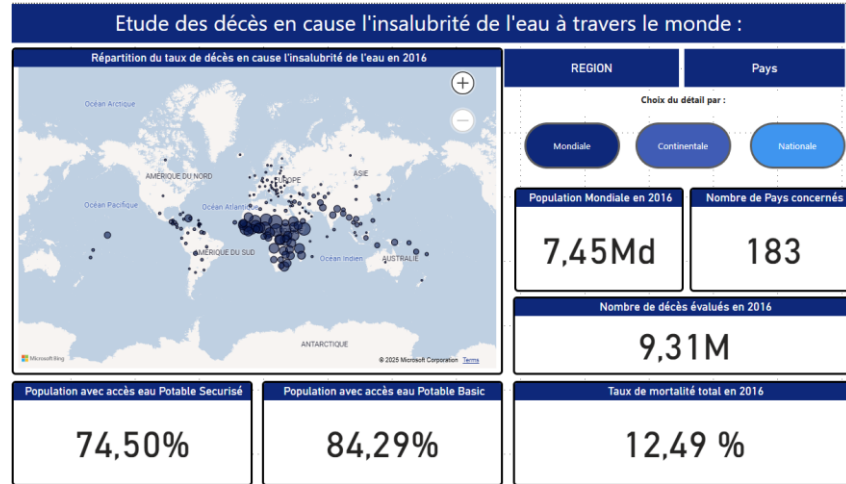 Etude des décès en cause l'insalubrité de l'eau à travers le monde :
Répartition du taux de décès en cause l'insalubrité de l'eau en 2016
Océan Arctique
AMÉRIQUE DU NORD
EUROPE
ASIE
Océan Pacifique
Océan Atlantique
AMÉRIQUE DU SUD
Océan Indien
AUSTRALIE
ANTARCTIQUE
Microsoft Bing
© 2025 Microsoft Corporation Terms
REGION
Pays
Choix du détail par :
Mondiale
Continentale
Nationale
Population Mondiale en 2016
7,45Md
Nombre de Pays concernés
183
Nombre de décès évalués en 2016
9,31M
Population avec accès eau Potable Securisé
74,50%
Population avec accès eau Potable Basic
84,29%
Taux de mortalité total en 2016
12,49 %